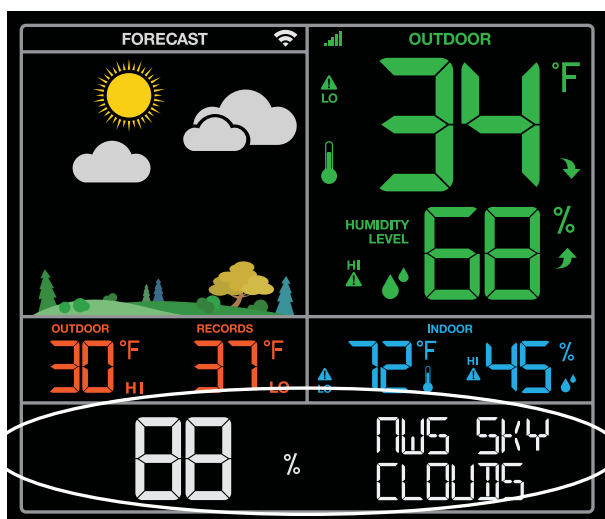 FORECAST
OUTDOOR
LO
34 °F
HUMIDITY
LEVEL
HI
68 %
OUTDOOR
30 °F
HI
RECORDS
37 °F
LO
INDOOR
LO
72 °F
HI
45 %
88 %
NWS SKY
CLOUDS